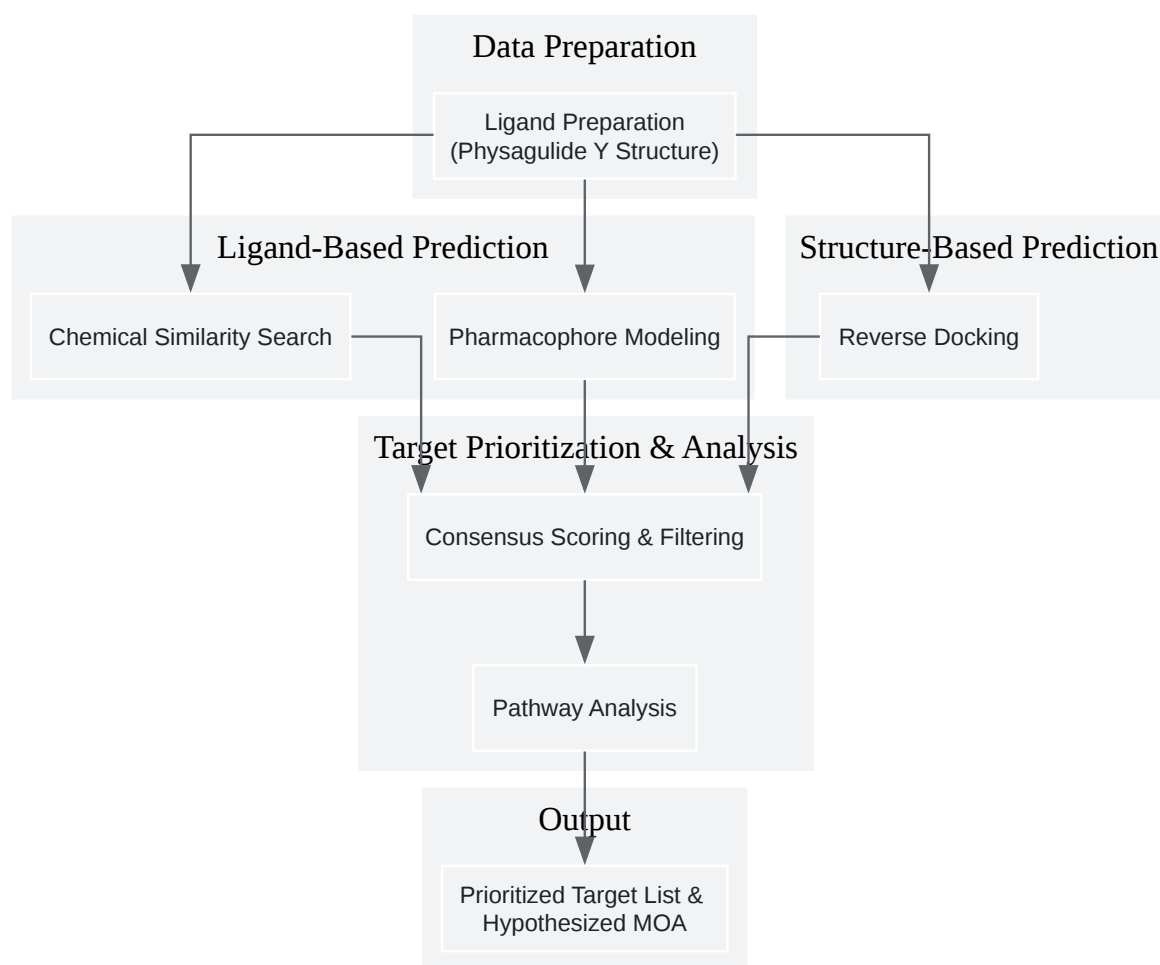 Data Preparation
Ligand Preparation
(Physagulide Y Structure)
Ligand-Based Prediction
Structure-Based Prediction
Chemical Similarity Search
Pharmacophore Modeling
Reverse Docking
Target Prioritization & Analysis
Consensus Scoring & Filtering
Pathway Analysis
Output
Prioritized Target List &
Hypothesized MOA